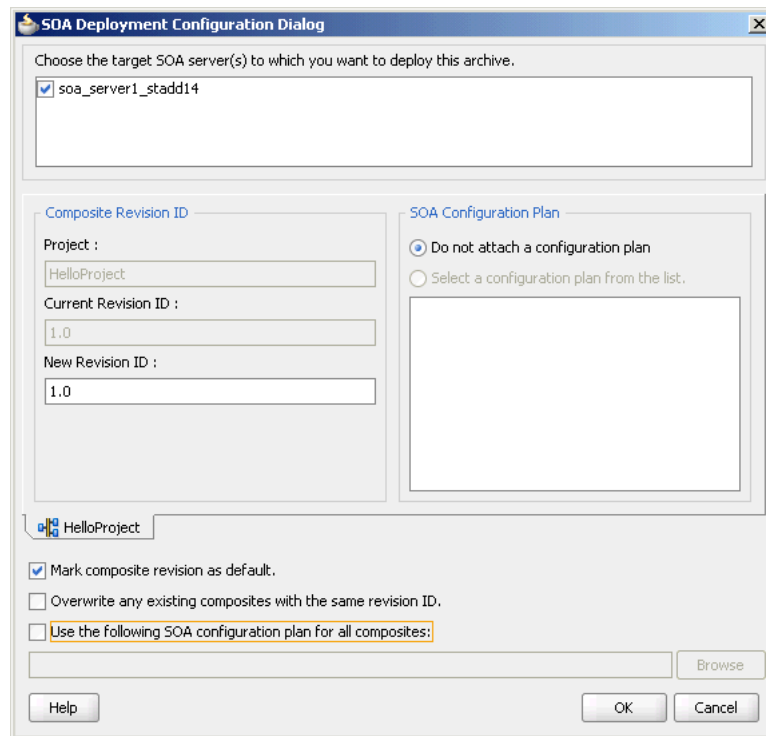 SOA Deployment Configuration Dialog
Choose the target SOA server(s) to which you want to deploy this archive.
soa_server1_stadd14
Composite Revision ID
Project :
HelloProject
Current Revision ID :
1.0
New Revision ID :
1.0
SOA Configuration Plan
Do not attach a configuration plan
Select a configuration plan from the list.
HelloProject
Mark composite revision as default.
Overwrite any existing composites with the same revision ID.
Use the following SOA configuration plan for all composites:
Browse
Help
OK
Cancel